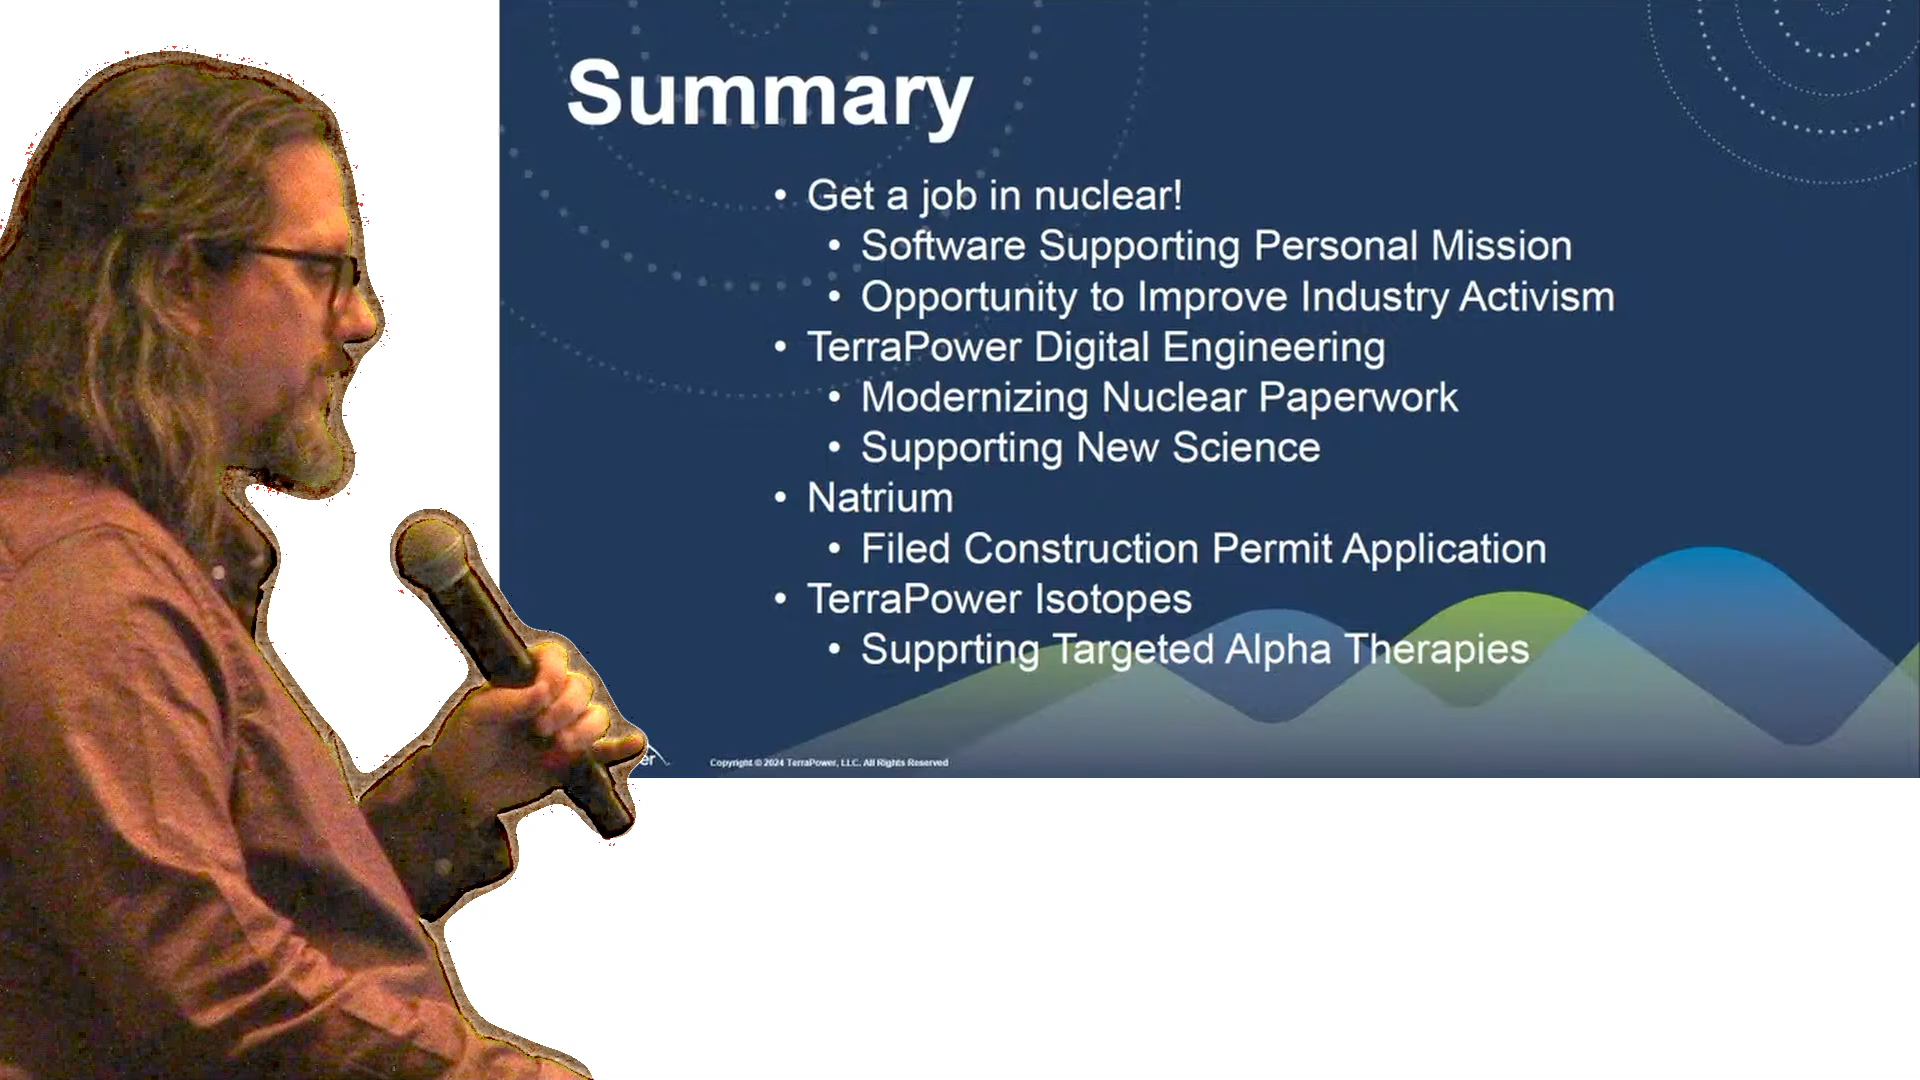 Summary
• Get a job in nuclear!
• Software Supporting Personal Mission
• Opportunity to Improve Industry Activism
• TerraPower Digital Engineering
• Modernizing Nuclear Paperwork
• Supporting New Science
• Natrium
• Filed Construction Permit Application
• TerraPower Isotopes
• Supprting Targeted Alpha Therapies
Copyright © 2024 TerraPower, LLC. All Rights Reserved